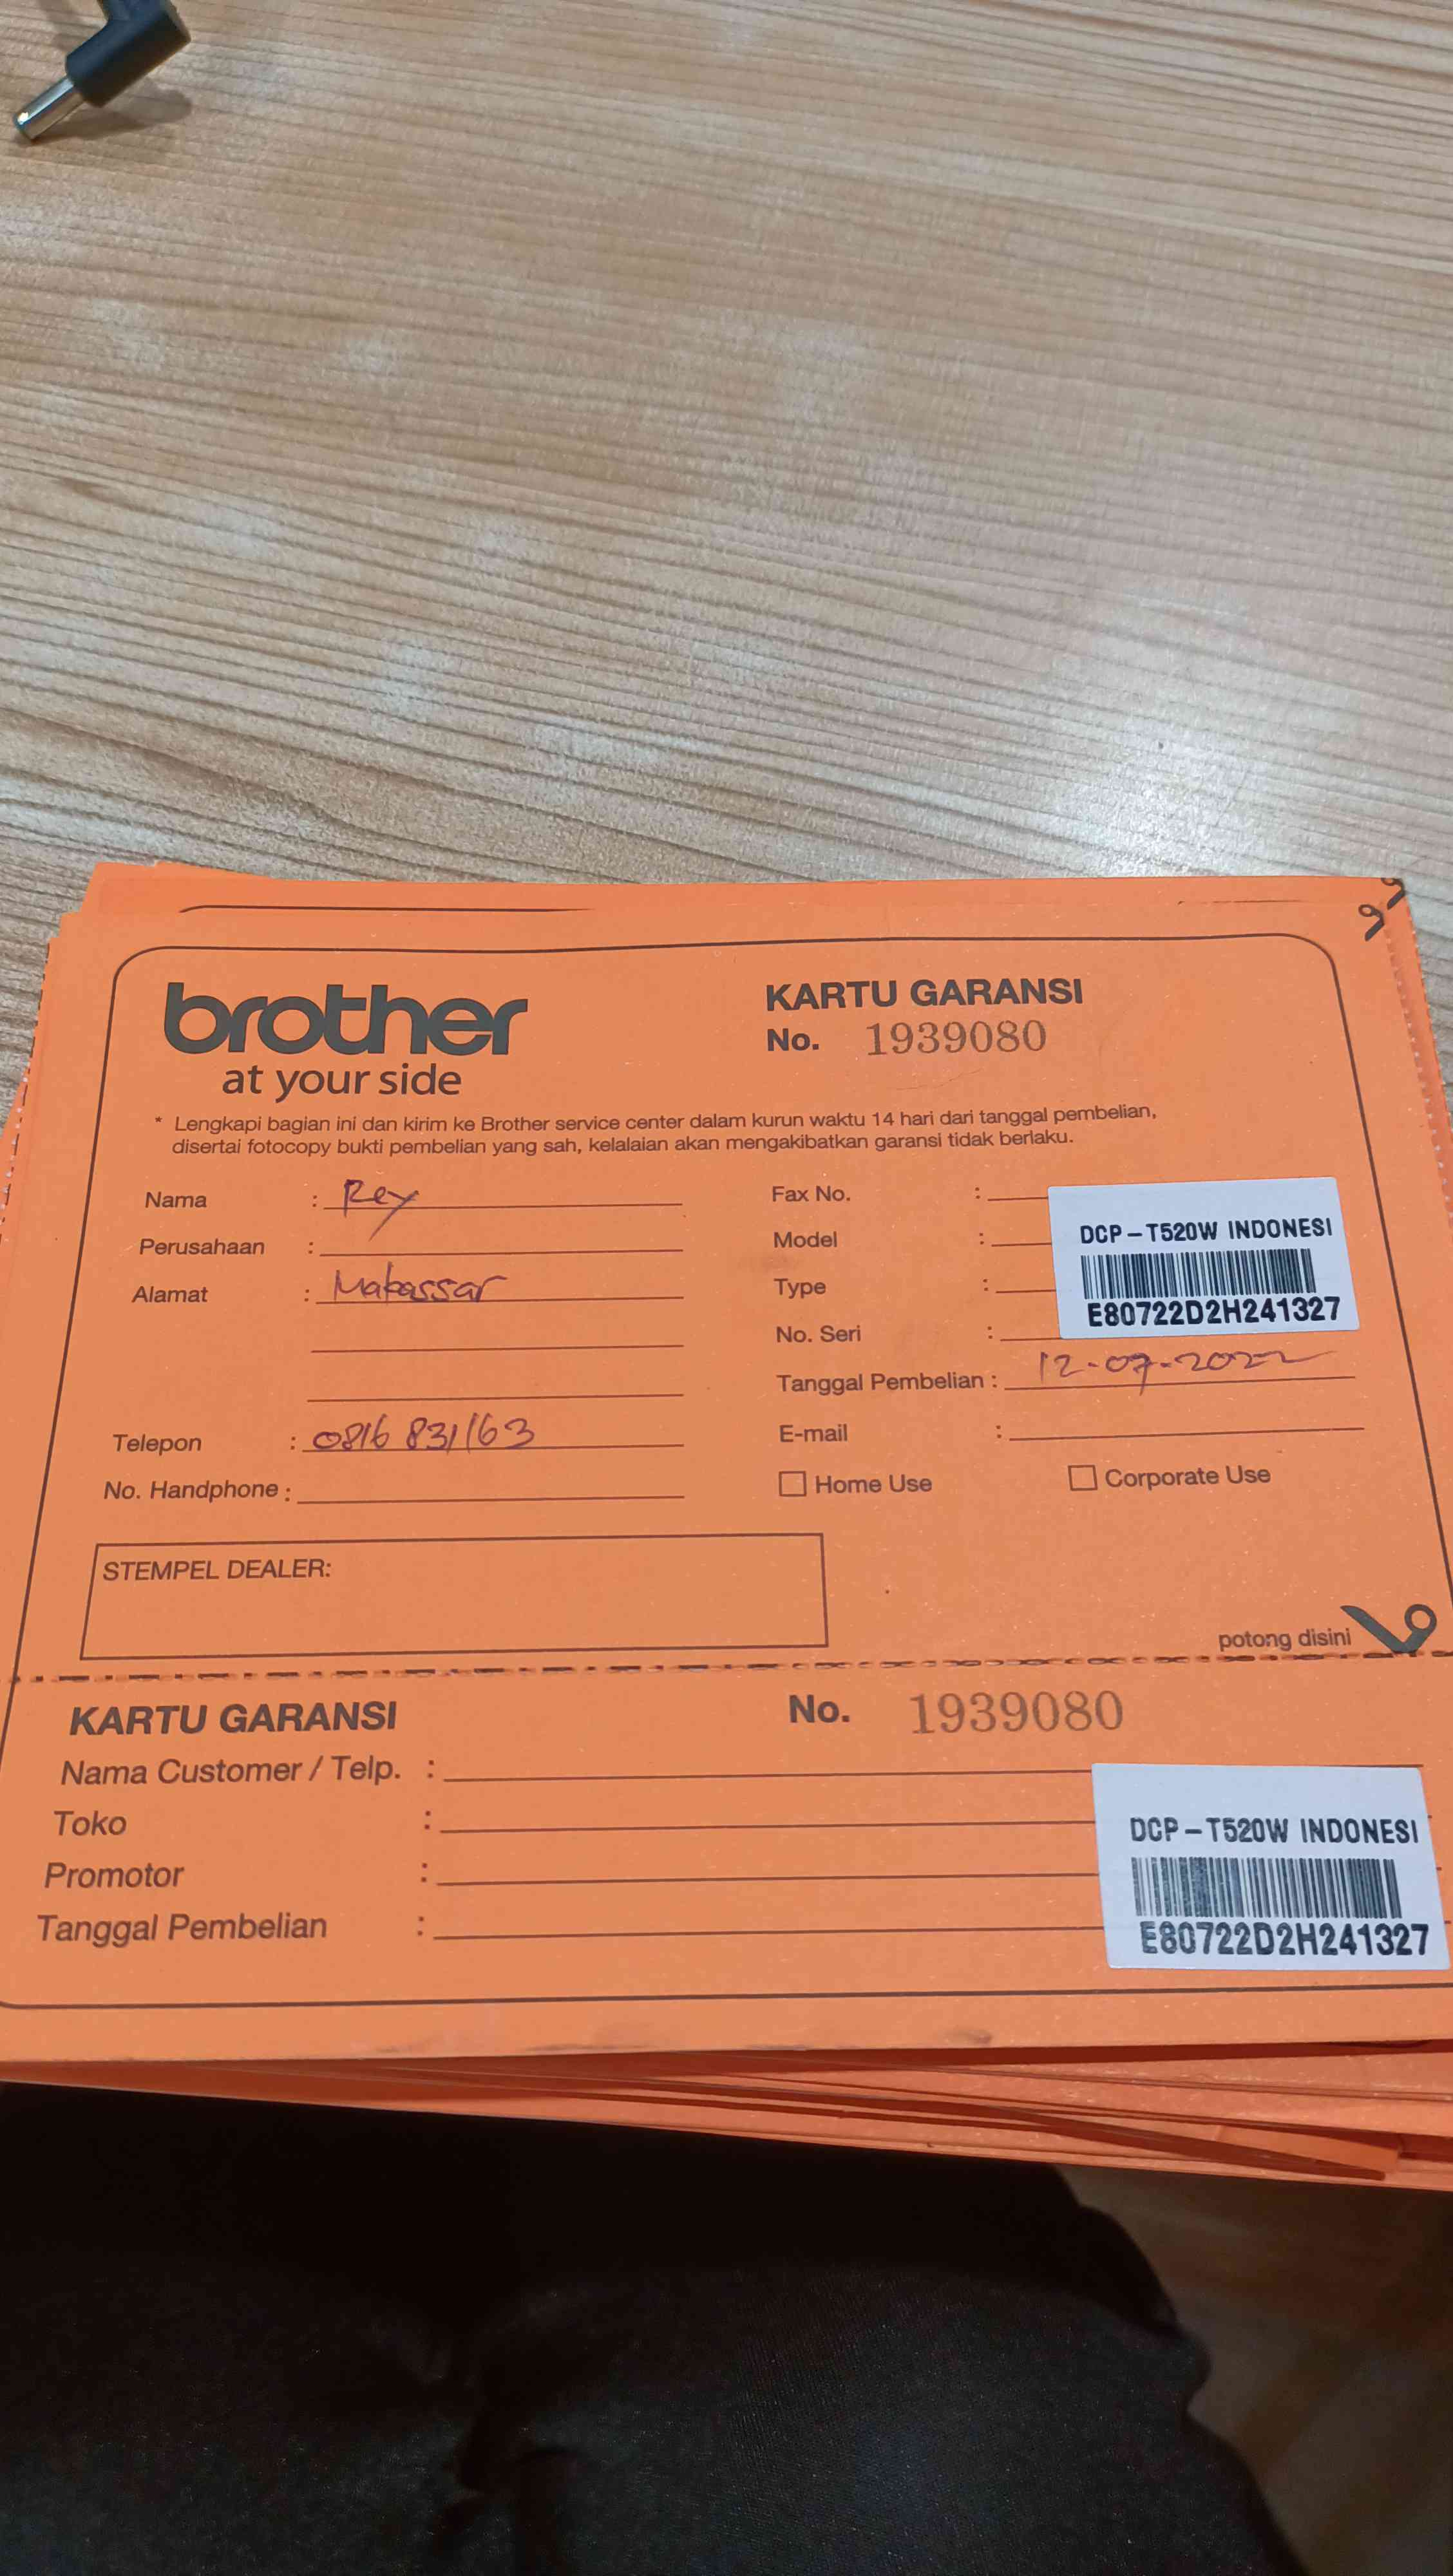 brother
at your side
KARTU GARANSI
No. 1939080
* Lengkapi bagian ini dan kirim ke Brother service center dalam kurun waktu 14 hari dari tanggal pembelian,
disertai fotocopy bukti pembelian yang sah, kelalaian akan mengakibatkan garansi tidak berlaku.
Nama : Rey
Perusahaan :
Alamat : Makassar
Telepon : 0816 831163
No. Handphone :
Fax No. :
Model :
Type :
No. Seri :
DCP-T520W INDONESI
E80722D2H241327
Tanggal Pembelian : 12-07-2022
E-mail :
Home Use
Corporate Use
STEMPEL DEALER:
potong disini
KARTU GARANSI
No. 1939080
Nama Customer / Telp. :
Toko :
Promotor :
Tanggal Pembelian :
DCP-T520W INDONESI
E80722D2H241327